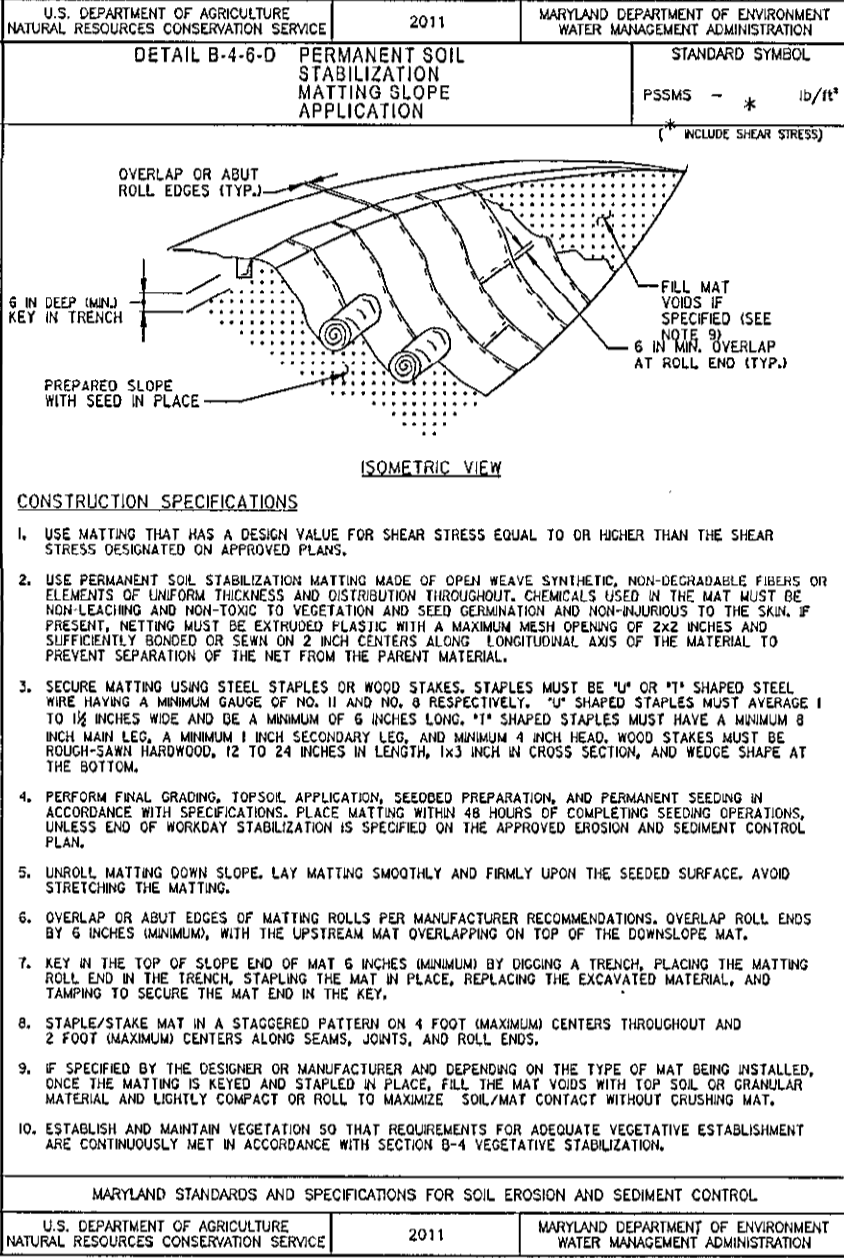 U.S. DEPARTMENT OF AGRICULTURE
NATURAL RESOURCES CONSERVATION SERVICE
2011
MARYLAND DEPARTMENT OF ENVIRONMENT
WATER MANAGEMENT ADMINISTRATION
DETAIL B-4-6-D PERMANENT SOIL
STABILIZATION
MATTING SLOPE
APPLICATION
STANDARD SYMBOL
PSSMS - * lb/ft²
(* INCLUDE SHEAR STRESS)
OVERLAP OR ABUT
ROLL EDGES (TYP.)
6 IN DEEP (MIN.)
KEY IN TRENCH
PREPARED SLOPE
WITH SEED IN PLACE
FILL MAT
VOIDS IF
SPECIFIED (SEE
NOTE 9)
6 IN MIN. OVERLAP
AT ROLL END (TYP.)
ISOMETRIC VIEW
CONSTRUCTION SPECIFICATIONS
1. USE MATTING THAT HAS A DESIGN VALUE FOR SHEAR STRESS EQUAL TO OR HIGHER THAN THE SHEAR
STRESS DESIGNATED ON APPROVED PLANS.
2. USE PERMANENT SOIL STABILIZATION MATTING MADE OF OPEN WEAVE SYNTHETIC, NON-DEGRADABLE FIBERS OR
ELEMENTS OF UNIFORM THICKNESS AND DISTRIBUTION THROUGHOUT. CHEMICALS USED IN THE MAT MUST BE
NON-LEACHING AND NON-TOXIC TO VEGETATION AND SEED GERMINATION AND NON-INJURIOUS TO THE SKIN. IF
PRESENT, NETTING MUST BE EXTRUDED PLASTIC WITH A MAXIMUM MESH OPENING OF 2x2 INCHES AND
SUFFICIENTLY BONDED OR SEWN ON 2 INCH CENTERS ALONG LONGITUDINAL AXIS OF THE MATERIAL TO
PREVENT SEPARATION OF THE NET FROM THE PARENT MATERIAL.
3. SECURE MATTING USING STEEL STAPLES OR WOOD STAKES. STAPLES MUST BE "U" OR "T" SHAPED STEEL
WIRE HAVING A MINIMUM GAUGE OF NO. 11 AND NO. 8 RESPECTIVELY. "U" SHAPED STAPLES MUST AVERAGE 1
TO 1½ INCHES WIDE AND BE A MINIMUM OF 6 INCHES LONG. "T" SHAPED STAPLES MUST HAVE A MINIMUM 8
INCH MAIN LEG, A MINIMUM 1 INCH SECONDARY LEG, AND MINIMUM 4 INCH HEAD. WOOD STAKES MUST BE
ROUGH-SAWN HARDWOOD, 12 TO 24 INCHES IN LENGTH, 1x3 INCH IN CROSS SECTION, AND WEDGE SHAPE AT
THE BOTTOM.
4. PERFORM FINAL GRADING, TOPSOIL APPLICATION, SEEDBED PREPARATION, AND PERMANENT SEEDING IN
ACCORDANCE WITH SPECIFICATIONS. PLACE MATTING WITHIN 48 HOURS OF COMPLETING SEEDING OPERATIONS,
UNLESS END OF WORKDAY STABILIZATION IS SPECIFIED ON THE APPROVED EROSION AND SEDIMENT CONTROL
PLAN.
5. UNROLL MATTING DOWN SLOPE. LAY MATTING SMOOTHLY AND FIRMLY UPON THE SEEDED SURFACE. AVOID
STRETCHING THE MATTING.
6. OVERLAP OR ABUT EDGES OF MATTING ROLLS PER MANUFACTURER RECOMMENDATIONS. OVERLAP ROLL ENDS
BY 6 INCHES (MINIMUM), WITH THE UPSTREAM MAT OVERLAPPING ON TOP OF THE DOWNSLOPE MAT.
7. KEY IN THE TOP OF SLOPE END OF MAT 6 INCHES (MINIMUM) BY DIGGING A TRENCH, PLACING THE MATTING
ROLL END IN THE TRENCH, STAPLING THE MAT IN PLACE, REPLACING THE EXCAVATED MATERIAL, AND
TAMPING TO SECURE THE MAT END IN THE KEY.
8. STAPLE/STAKE MAT IN A STAGGERED PATTERN ON 4 FOOT (MAXIMUM) CENTERS THROUGHOUT AND
2 FOOT (MAXIMUM) CENTERS ALONG SEAMS, JOINTS, AND ROLL ENDS.
9. IF SPECIFIED BY THE DESIGNER OR MANUFACTURER AND DEPENDING ON THE TYPE OF MAT BEING INSTALLED,
ONCE THE MATTING IS KEYED AND STAPLED IN PLACE, FILL THE MAT VOIDS WITH TOP SOIL OR GRANULAR
MATERIAL AND LIGHTLY COMPACT OR ROLL TO MAXIMIZE SOIL/MAT CONTACT WITHOUT CRUSHING MAT.
10. ESTABLISH AND MAINTAIN VEGETATION SO THAT REQUIREMENTS FOR ADEQUATE VEGETATIVE ESTABLISHMENT
ARE CONTINUOUSLY MET IN ACCORDANCE WITH SECTION B-4 VEGETATIVE STABILIZATION.
MARYLAND STANDARDS AND SPECIFICATIONS FOR SOIL EROSION AND SEDIMENT CONTROL
U.S. DEPARTMENT OF AGRICULTURE
NATURAL RESOURCES CONSERVATION SERVICE
2011
MARYLAND DEPARTMENT OF ENVIRONMENT
WATER MANAGEMENT ADMINISTRATION